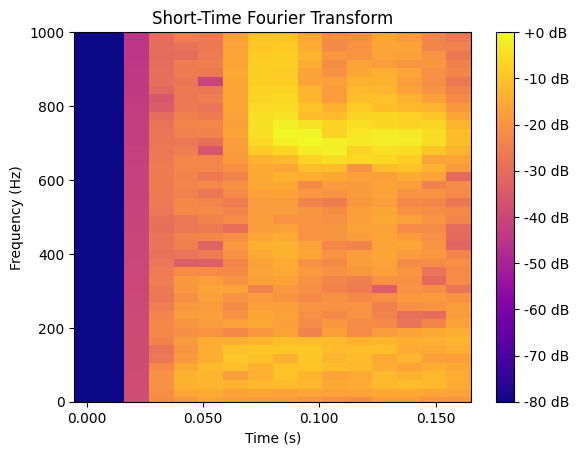 Short-Time Fourier Transform
1000
800
600
400
200
0
Frequency (Hz)
0.000
0.050
0.100
0.150
Time (s)
+0 dB
-10 dB
-20 dB
-30 dB
-40 dB
-50 dB
-60 dB
-70 dB
-80 dB